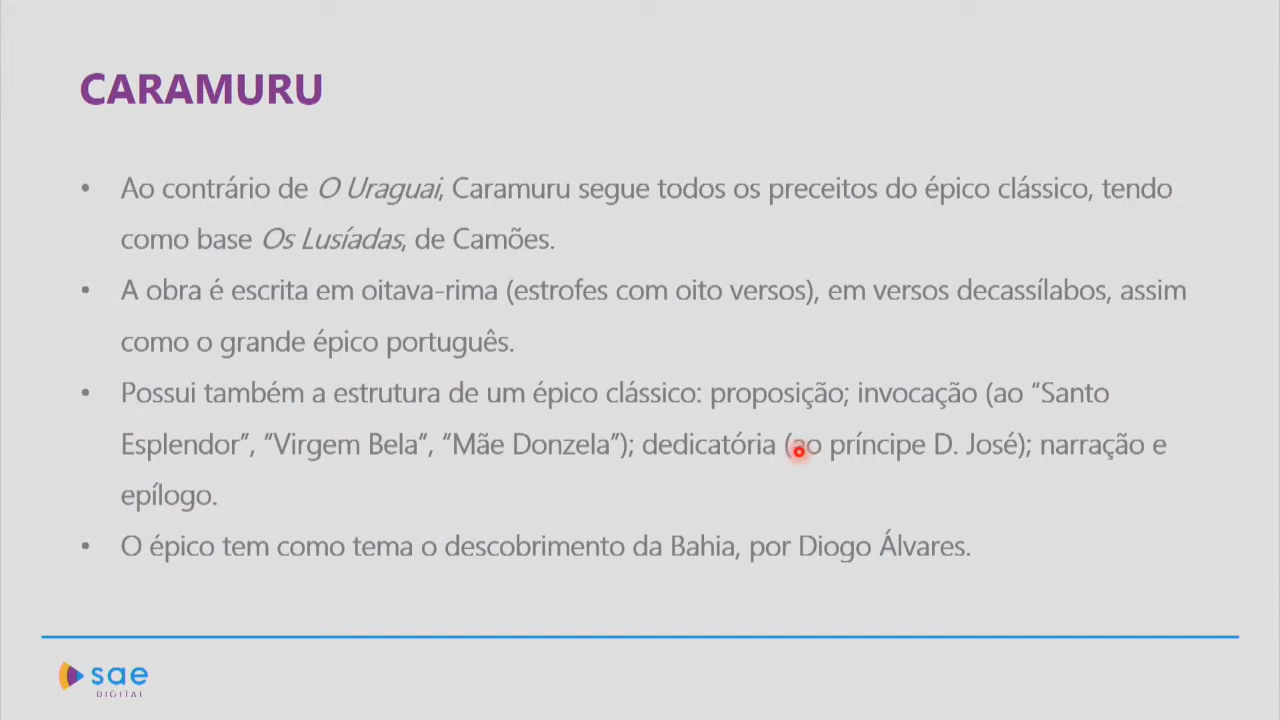 CARAMURU
• Ao contrário de O Uraguai, Caramuru segue todos os preceitos do épico clássico, tendo
como base Os Lusíadas, de Camões.
• A obra é escrita em oitava-rima (estrofes com oito versos), em versos decassílabos, assim
como o grande épico português.
• Possui também a estrutura de um épico clássico: proposição; invocação (ao “Santo
Esplendor”, “Virgem Bela”, “Mãe Donzela”); dedicatória (ao príncipe D. José); narração e
epílogo.
• O épico tem como tema o descobrimento da Bahia, por Diogo Álvares.
sae
DIGITAL